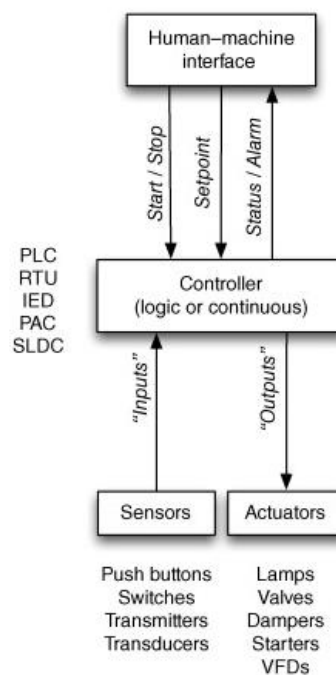 Human–machine
interface
Start / Stop
Setpoint
Status / Alarm
PLC
RTU
IED
PAC
SLDC
Controller
(logic or continuous)
“Inputs”
“Outputs”
Sensors
Actuators
Push buttons
Switches
Transmitters
Transducers
Lamps
Valves
Dampers
Starters
VFDs